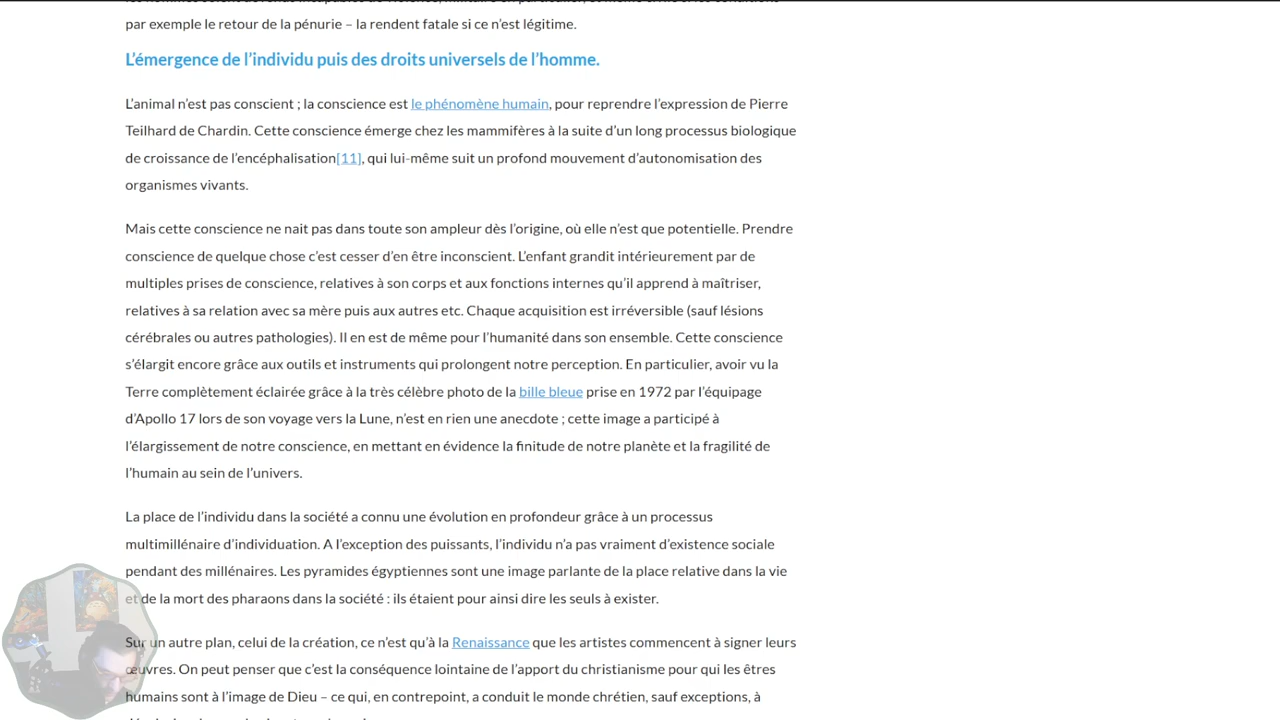 par exemple le retour de la pénurie – la rendent fatale si ce n’est légitime.
L’émergence de l’individu puis des droits universels de l’homme.
L’animal n’est pas conscient ; la conscience est le phénomène humain, pour reprendre l’expression de Pierre
Teilhard de Chardin. Cette conscience émerge chez les mammifères à la suite d’un long processus biologique
de croissance de l’encéphalisation[11], qui lui-même suit un profond mouvement d’autonomisation des
organismes vivants.
Mais cette conscience ne nait pas dans toute son ampleur dès l’origine, où elle n’est que potentielle. Prendre
conscience de quelque chose c’est cesser d’en être inconscient. L’enfant grandit intérieurement par de
multiples prises de conscience, relatives à son corps et aux fonctions internes qu’il apprend à maîtriser,
relatives à sa relation avec sa mère puis aux autres etc. Chaque acquisition est irréversible (sauf lésions
cérébrales ou autres pathologies). Il en est de même pour l’humanité dans son ensemble. Cette conscience
s’élargit encore grâce aux outils et instruments qui prolongent notre perception. En particulier, avoir vu la
Terre complètement éclairée grâce à la très célèbre photo de la bille bleue prise en 1972 par l’équipage
d’Apollo 17 lors de son voyage vers la Lune, n’est en rien une anecdote ; cette image a participé à
l’élargissement de notre conscience, en mettant en évidence la finitude de notre planète et la fragilité de
l’humain au sein de l’univers.
La place de l’individu dans la société a connu une évolution en profondeur grâce à un processus
multimillénaire d’individuation. A l’exception des puissants, l’individu n’a pas vraiment d’existence sociale
pendant des millénaires. Les pyramides égyptiennes sont une image parlante de la place relative dans la vie
et de la mort des pharaons dans la société : ils étaient pour ainsi dire les seuls à exister.
Sur un autre plan, celui de la création, ce n’est qu’à la Renaissance que les artistes commencent à signer leurs
œuvres. On peut penser que c’est la conséquence lointaine de l’apport du christianisme pour qui les êtres
humains sont à l’image de Dieu – ce qui, en contrepoint, a conduit le monde chrétien, sauf exceptions, à